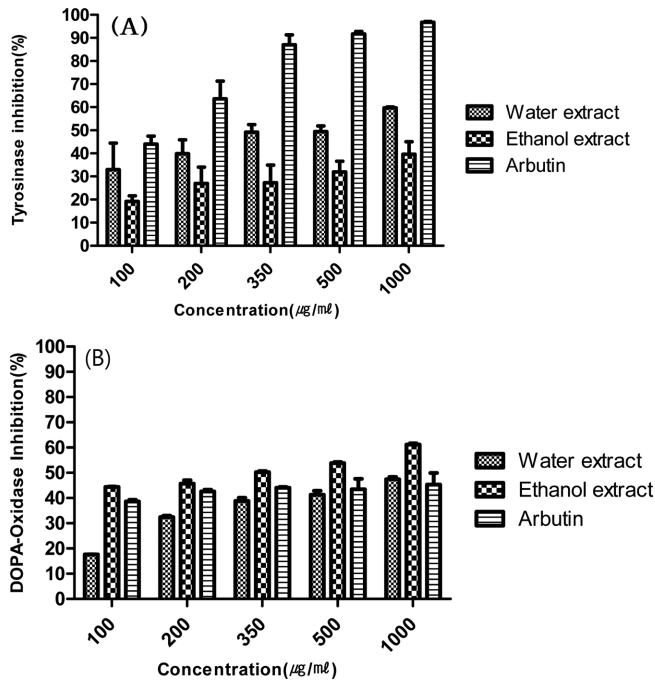 (A)
Tyrosinase inhibition(%)
100
90
80
70
60
50
40
30
20
10
0
100
200
350
500
1000
Concentration(㎍/㎖)
Water extract
Ethanol extract
Arbutin
(B)
DOPA-Oxidase Inhibition(%)
100
90
80
70
60
50
40
30
20
10
0
100
200
350
500
1000
Concentration(㎍/㎖)
Water extract
Ethanol extract
Arbutin